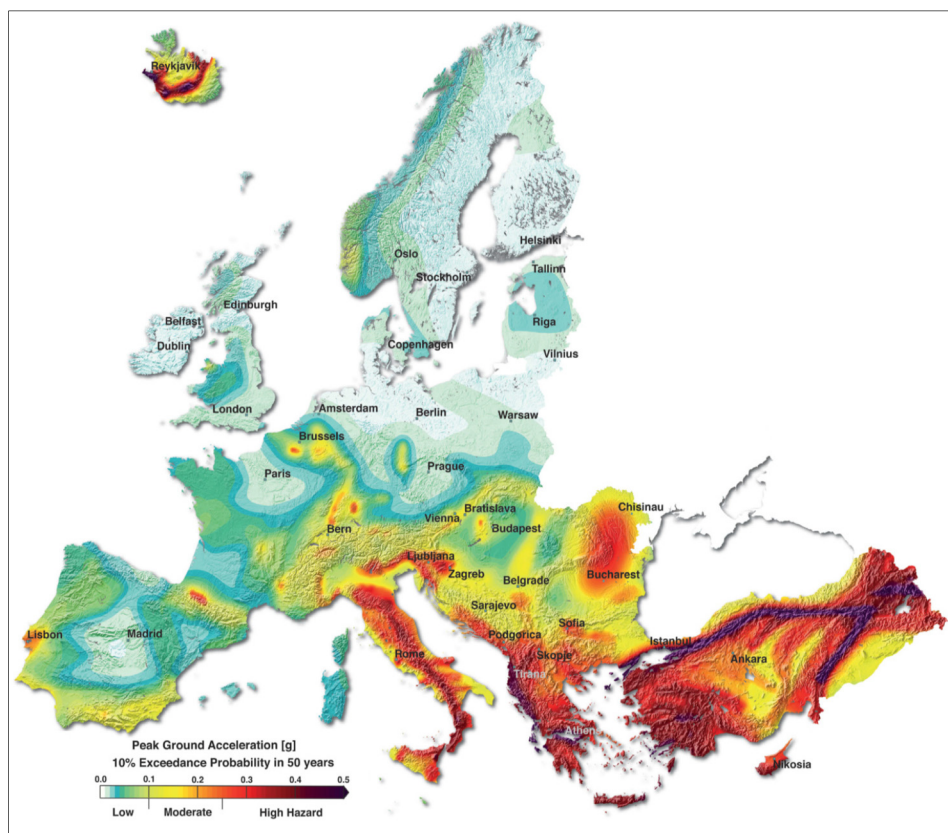 Reykjavik
Helsinki
Oslo
Tallinn
Stockholm
Edinburgh
Riga
Belfast
Copenhagen
Dublin
Vilnius
London
Amsterdam
Berlin
Warsaw
Brussels
Paris
Prague
Chisinau
Bratislava
Vienna
Bern
Budapest
Ljubljana
Zagreb
Bucharest
Belgrade
Sarajevo
Sofia
Lisbon
Madrid
Podgorica
Istanbul
Rome
Skopje
Ankara
Tirana
Athens
Nikosia
Peak Ground Acceleration [g]
10% Exceedance Probability in 50 years
0.0 0.1 0.2 0.3 0.4 0.5
Low Moderate High Hazard